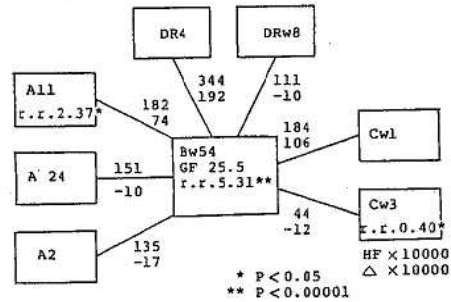 DR4
DRw8
A11
r.r.2.37*
344
192
111
-10
182
74
184
106
Cw1
Bw54
GF 25.5
r.r.5.31**
A 24
151
-10
Cw3
r.r.0.40*
44
-12
A2
135
-17
HF ×10000
△ ×10000
* P<0.05
** P<0.00001